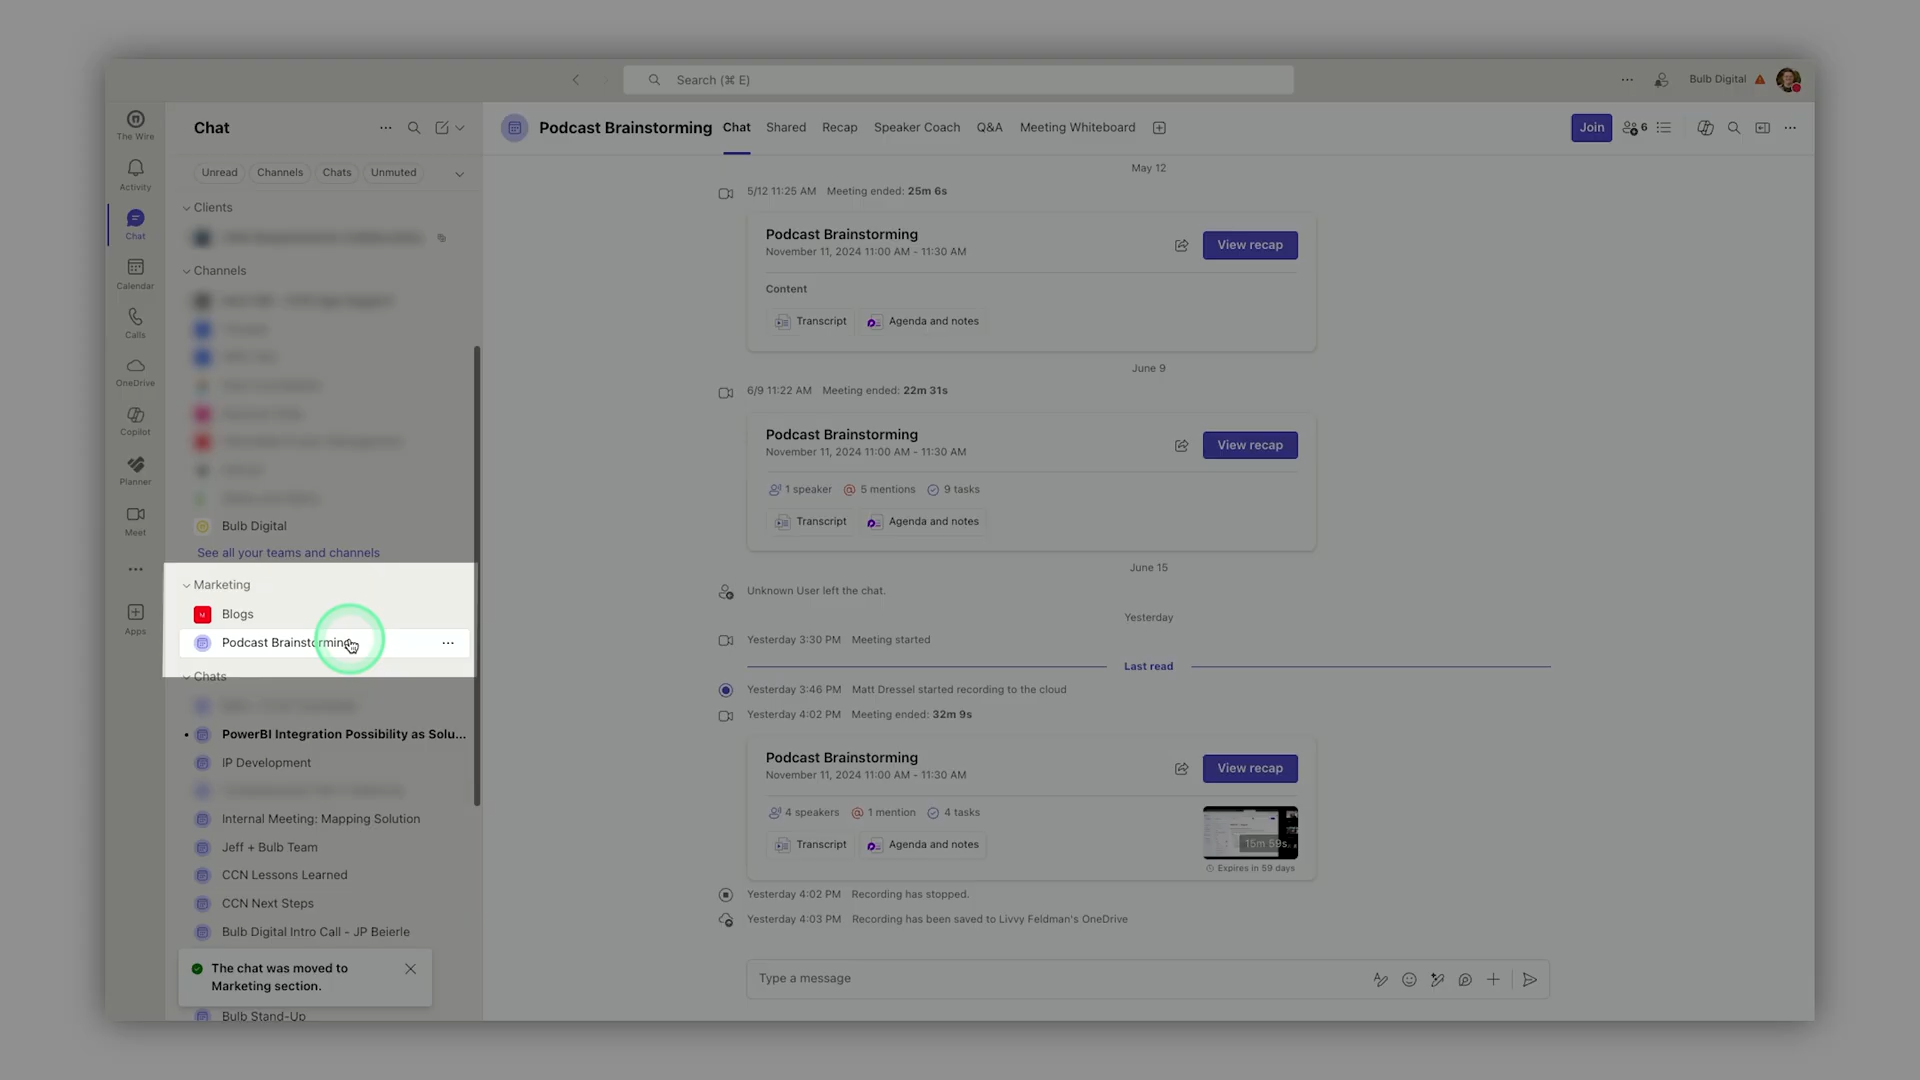 Search (⌘ E)
Bulb Digital
The Wire
Activity
Chat
Calendar
Calls
OneDrive
Copilot
Planner
Meet
Apps
Chat
Unread
Channels
Chats
Unmuted
Clients
Channels
Bulb Digital
See all your teams and channels
Marketing
Blogs
Podcast Brainstorming
Chats
PowerBI Integration Possibility as Solu...
IP Development
Internal Meeting: Mapping Solution
Jeff + Bulb Team
CCN Lessons Learned
CCN Next Steps
Bulb Digital Intro Call - JP Beierle
The chat was moved to
Marketing section.
Bulb Stand-Up
Podcast Brainstorming Chat Shared Recap Speaker Coach Q&A Meeting Whiteboard
Join 6
May 12
5/12 11:25 AM Meeting ended: 25m 6s
Podcast Brainstorming
November 11, 2024 11:00 AM - 11:30 AM
View recap
Content
Transcript Agenda and notes
June 9
6/9 11:22 AM Meeting ended: 22m 31s
Podcast Brainstorming
November 11, 2024 11:00 AM - 11:30 AM
View recap
1 speaker 5 mentions 9 tasks
Transcript Agenda and notes
June 15
Unknown User left the chat.
Yesterday
Yesterday 3:30 PM Meeting started
Last read
Yesterday 3:46 PM Matt Dressel started recording to the cloud
Yesterday 4:02 PM Meeting ended: 32m 9s
Podcast Brainstorming
November 11, 2024 11:00 AM - 11:30 AM
View recap
4 speakers 1 mention 4 tasks
Transcript Agenda and notes
15m 59s
Expires in 59 days
Yesterday 4:02 PM Recording has stopped.
Yesterday 4:03 PM Recording has been saved to Livvy Feldman's OneDrive
Type a message